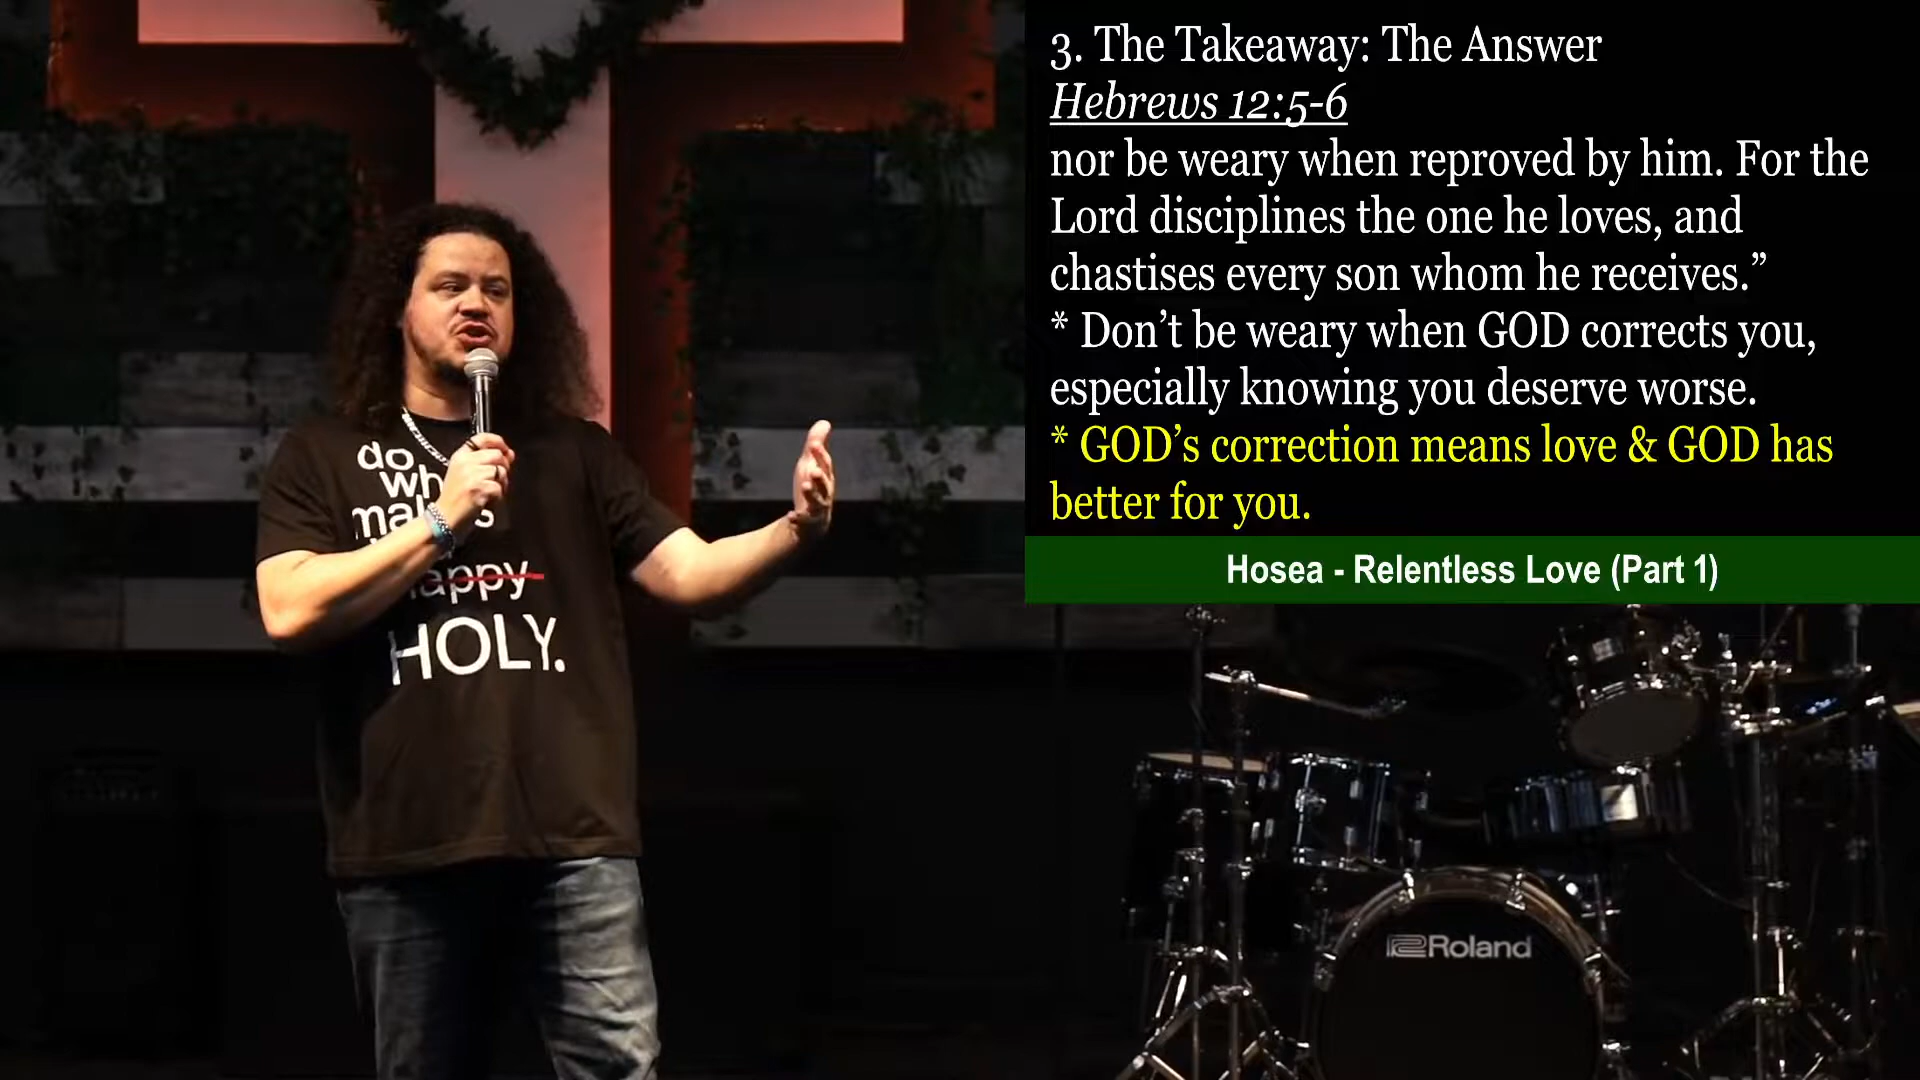 3. The Takeaway: The Answer
Hebrews 12:5-6
nor be weary when reproved by him. For the
Lord disciplines the one he loves, and
chastises every son whom he receives.”
* Don’t be weary when GOD corrects you,
especially knowing you deserve worse.
* GOD’s correction means love & GOD has
better for you.
Hosea - Relentless Love (Part 1)
do
HOLY.
Roland